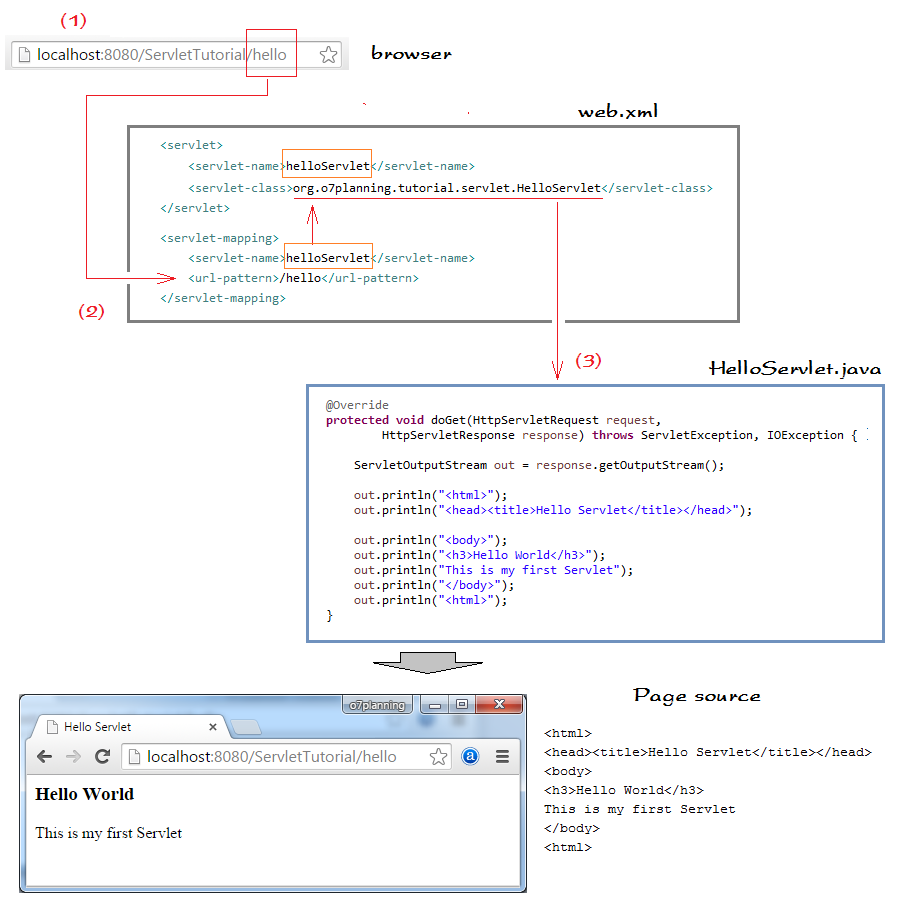 (1)
localhost:8080/ServletTutorial/hello
browser
web.xml
<servlet>
<servlet-name>helloServlet</servlet-name>
<servlet-class>org.o7planning.tutorial.servlet.HelloServlet</servlet-class>
</servlet>
<servlet-mapping>
<servlet-name>helloServlet</servlet-name>
<url-pattern>/hello</url-pattern>
</servlet-mapping>
(2)
(3)
HelloServlet.java
@Override
protected void doGet(HttpServletRequest request,
HttpServletResponse response) throws ServletException, IOException {
ServletOutputStream out = response.getOutputStream();
out.println("<html>");
out.println("<head><title>Hello Servlet</title></head>");
out.println("<body>");
out.println("<h3>Hello World</h3>");
out.println("This is my first Servlet");
out.println("</body>");
out.println("<html>");
}
o7planning
Hello Servlet
localhost:8080/ServletTutorial/hello
a
Hello World
This is my first Servlet
Page source
<html>
<head><title>Hello Servlet</title></head>
<body>
<h3>Hello World</h3>
This is my first Servlet
</body>
<html>